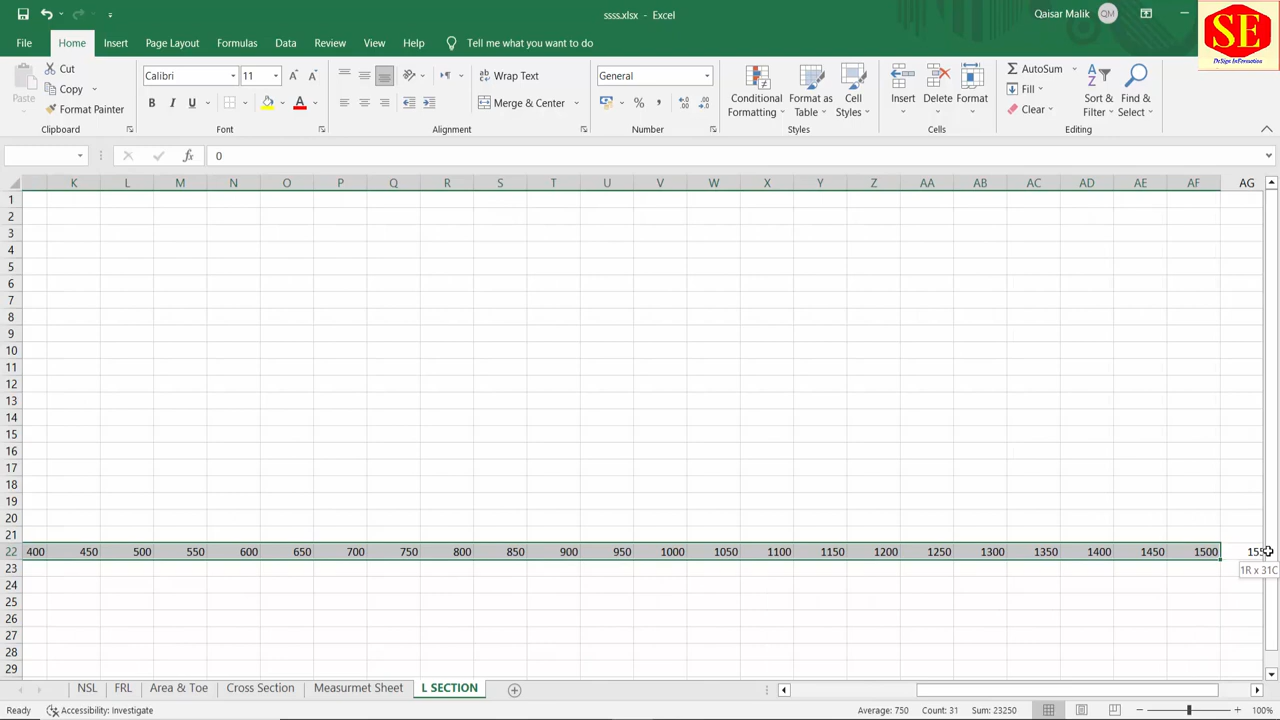 ssss.xlsx - Excel
Qaisar Malik QM
SE
DeSign InFormation
File Home Insert Page Layout Formulas Data Review View Help Tell me what you want to do
Paste
Cut
Copy
Format Painter
Clipboard
Calibri 11
B I U
Font
Wrap Text
Merge & Center
Alignment
General
Number
Conditional Formatting
Format as Table
Cell Styles
Styles
Insert Delete Format
Cells
AutoSum
Fill
Clear
Sort & Filter
Find & Select
Editing
fx 0
K L M N O P Q R S T U V W X Y Z AA AB AC AD AE AF AG
1
2
3
4
5
6
7
8
9
10
11
12
13
14
15
16
17
18
19
20
21
22 400 450 500 550 600 650 700 750 800 850 900 950 1000 1050 1100 1150 1200 1250 1300 1350 1400 1450 1500
1R x 31C
23
24
25
26
27
28
29
NSL FRL Area & Toe Cross Section Measurmet Sheet L SECTION
Ready Accessibility: Investigate Average: 750 Count: 31 Sum: 23250 100%